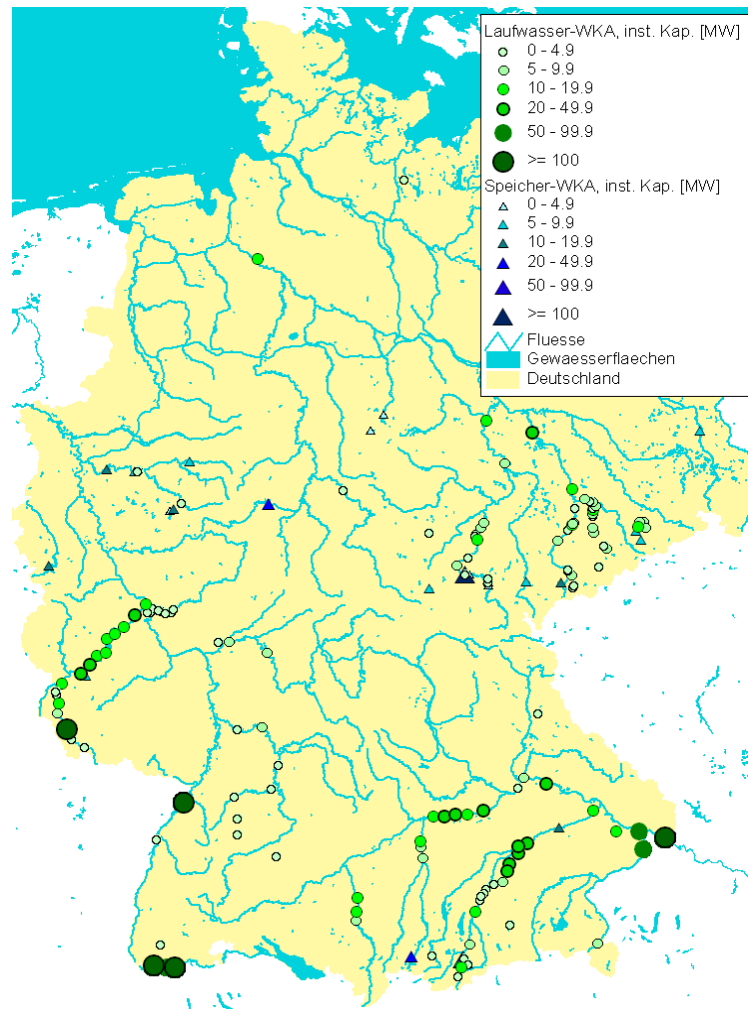 Laufwasser-WKA, inst. Kap. [MW]
0 - 4.9
5 - 9.9
10 - 19.9
20 - 49.9
50 - 99.9
>= 100
Speicher-WKA, inst. Kap. [MW]
0 - 4.9
5 - 9.9
10 - 19.9
20 - 49.9
50 - 99.9
>= 100
Fluesse
Gewaesserflaechen
Deutschland